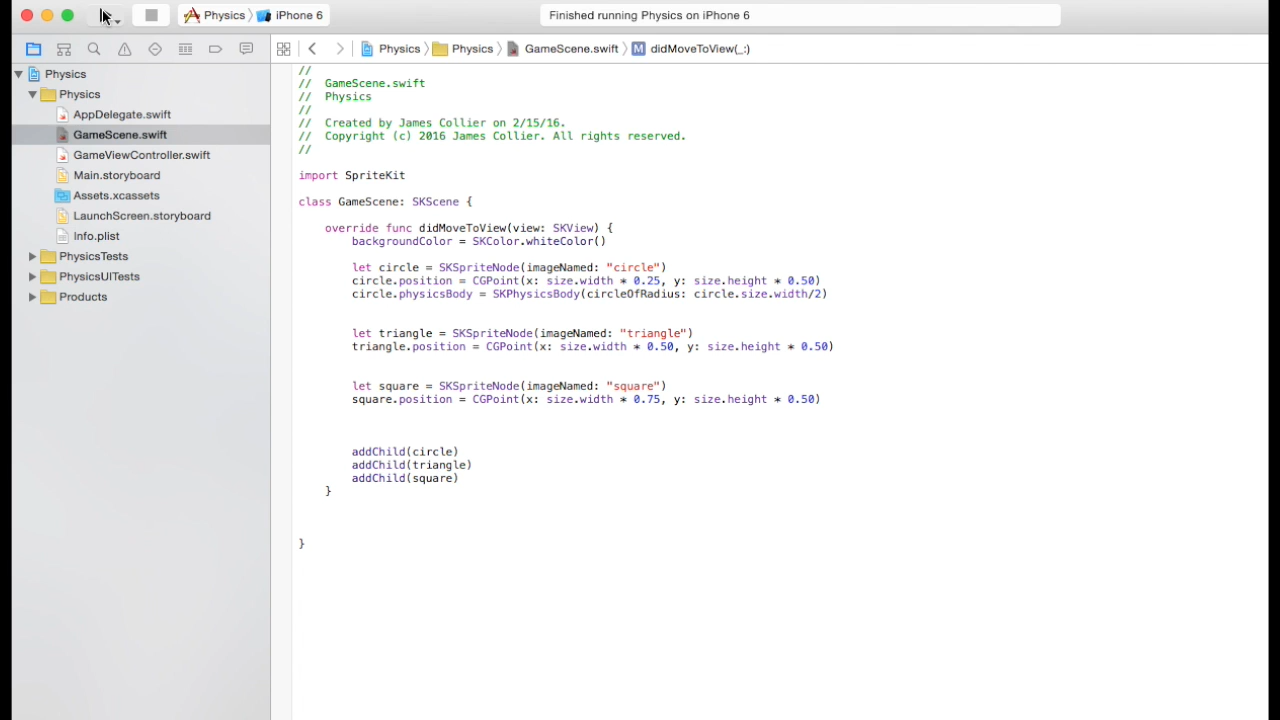 Physics iPhone 6 Finished running Physics on iPhone 6
Physics Physics GameScene.swift M didMoveToView(_:)
Physics
Physics
AppDelegate.swift
GameScene.swift
GameViewController.swift
Main.storyboard
Assets.xcassets
LaunchScreen.storyboard
Info.plist
PhysicsTests
PhysicsUITests
Products
//
//  GameScene.swift
//  Physics
//
//  Created by James Collier on 2/15/16.
//  Copyright (c) 2016 James Collier. All rights reserved.
//
import SpriteKit
class GameScene: SKScene {
override func didMoveToView(view: SKView) {
backgroundColor = SKColor.whiteColor()
let circle = SKSpriteNode(imageNamed: "circle")
circle.position = CGPoint(x: size.width * 0.25, y: size.height * 0.50)
circle.physicsBody = SKPhysicsBody(circleOfRadius: circle.size.width/2)
let triangle = SKSpriteNode(imageNamed: "triangle")
triangle.position = CGPoint(x: size.width * 0.50, y: size.height * 0.50)
let square = SKSpriteNode(imageNamed: "square")
square.position = CGPoint(x: size.width * 0.75, y: size.height * 0.50)
addChild(circle)
addChild(triangle)
addChild(square)
}
}